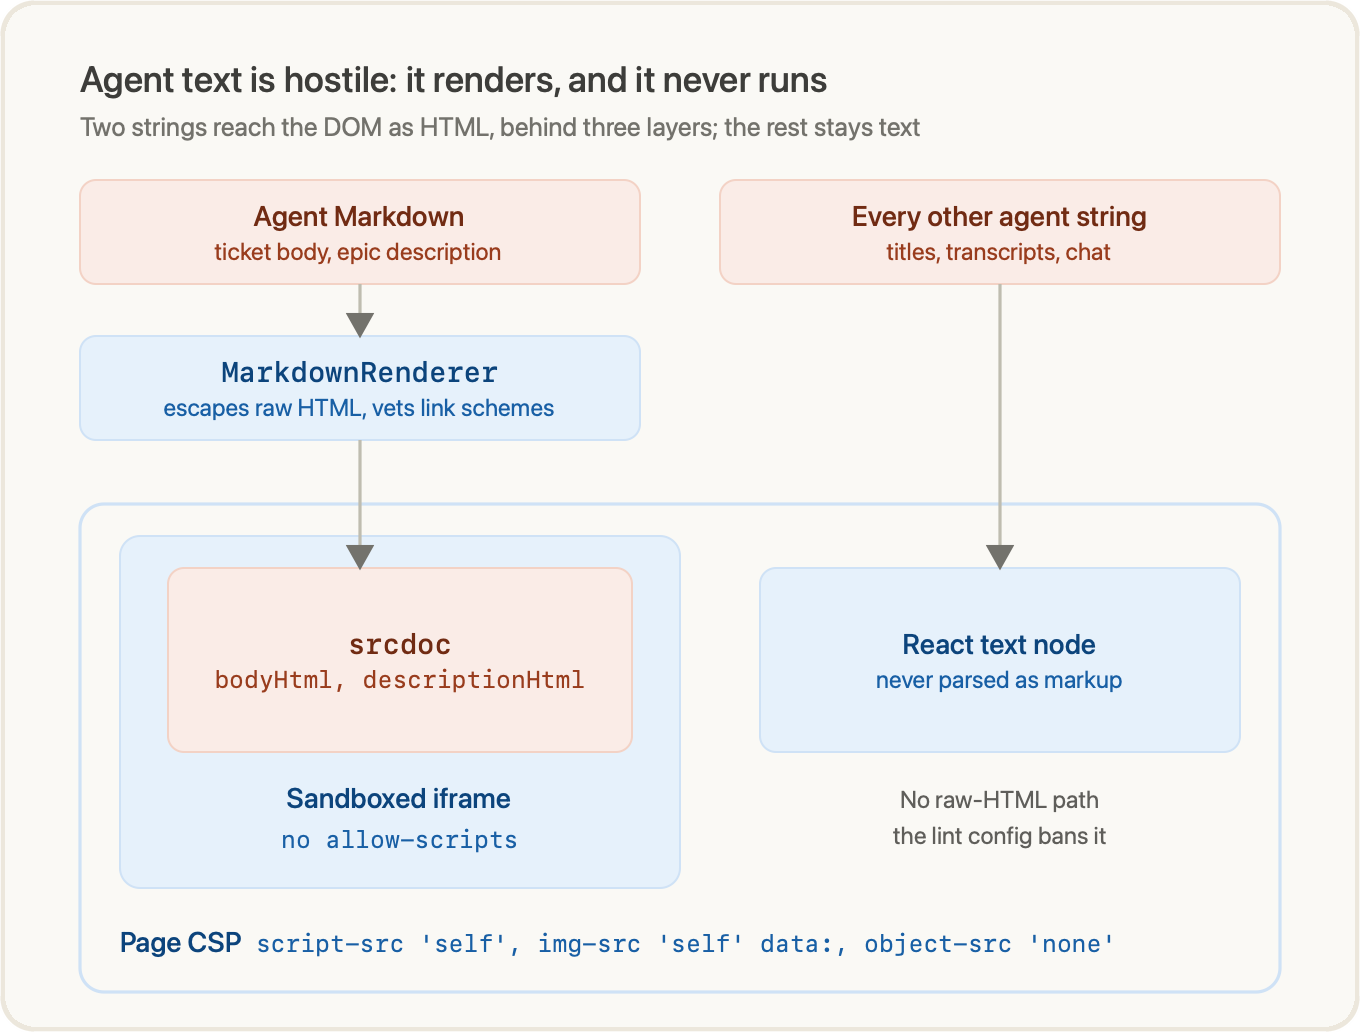 Agent text is hostile: it renders, and it never runs
Two strings reach the DOM as HTML, behind three layers; the rest stays text
Agent Markdown
ticket body, epic description
Every other agent string
titles, transcripts, chat
MarkdownRenderer
escapes raw HTML, vets link schemes
srcdoc
bodyHtml, descriptionHtml
Sandboxed iframe
no allow-scripts
React text node
never parsed as markup
No raw-HTML path
the lint config bans it
Page CSP script-src 'self', img-src 'self' data:, object-src 'none'